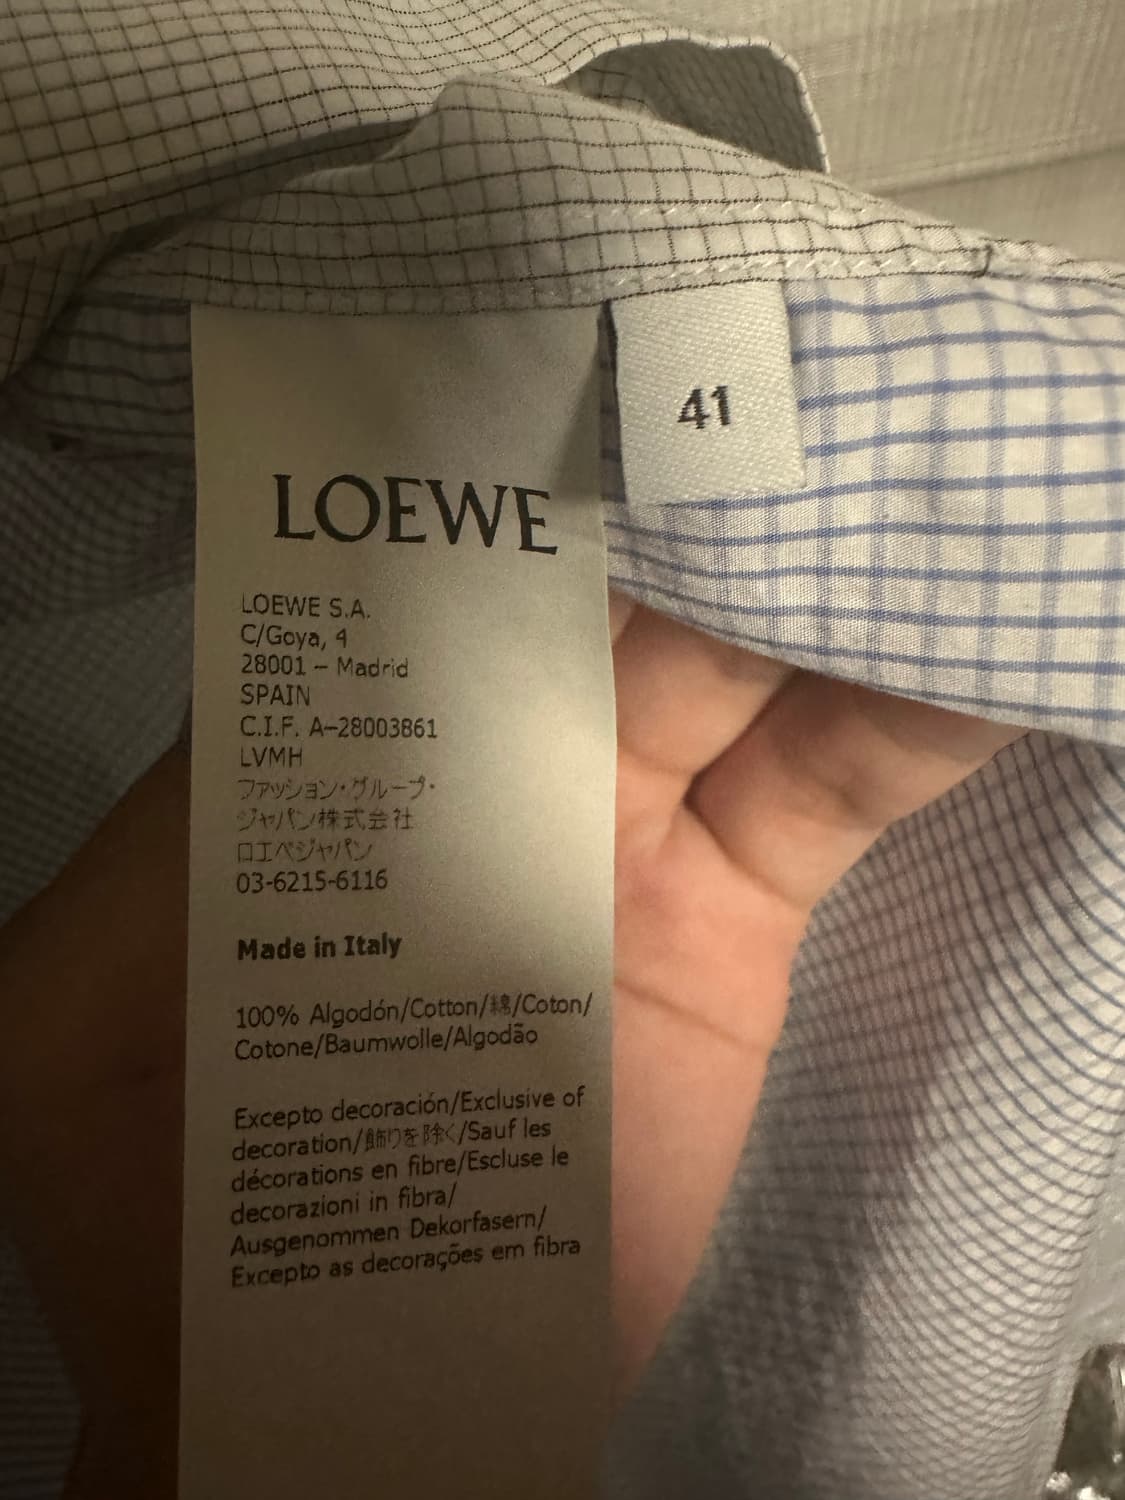 41
LOEWE
LOEWE S.A.
C/Goya, 4
28001 – Madrid
SPAIN
C.I.F. A–28003861
LVMH
ファッション・グループ・
ジャパン株式会社
ロエベジャパン
03-6215-6116
Made in Italy
100% Algodón/Cotton/綿/Coton/
Cotone/Baumwolle/Algodão
Excepto decoración/Exclusive of
decoration/飾りを除く/Sauf les
décorations en fibre/Escluse le
decorazioni in fibra/
Ausgenommen Dekorfasern/
Excepto as decorações em fibra